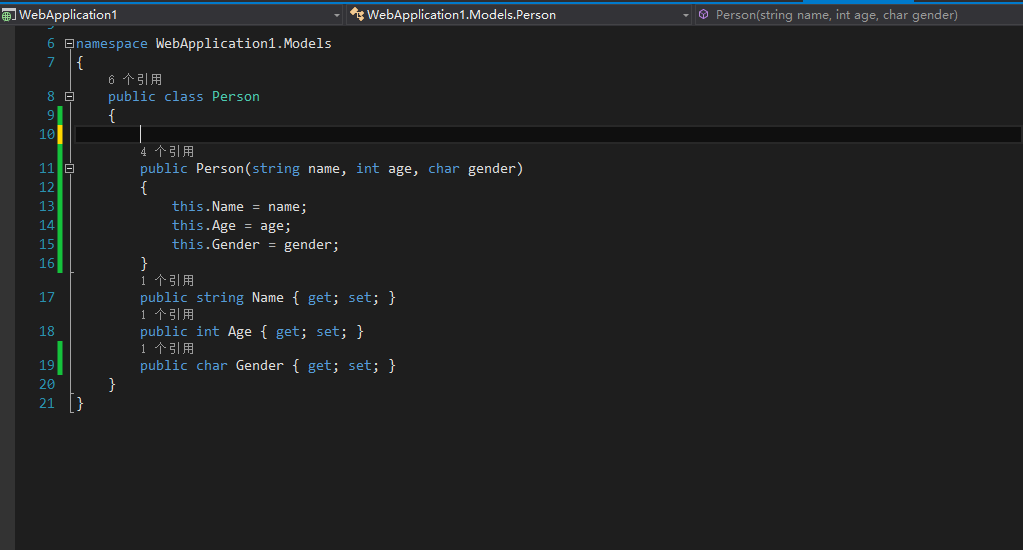 WebApplication1 WebApplication1.Models.Person Person(string name, int age, char gender)
6 namespace WebApplication1.Models
7 {
6 个引用
8 public class Person
9 {
10
4 个引用
11 public Person(string name, int age, char gender)
12 {
13 this.Name = name;
14 this.Age = age;
15 this.Gender = gender;
16 }
1 个引用
17 public string Name { get; set; }
1 个引用
18 public int Age { get; set; }
1 个引用
19 public char Gender { get; set; }
20 }
21 }